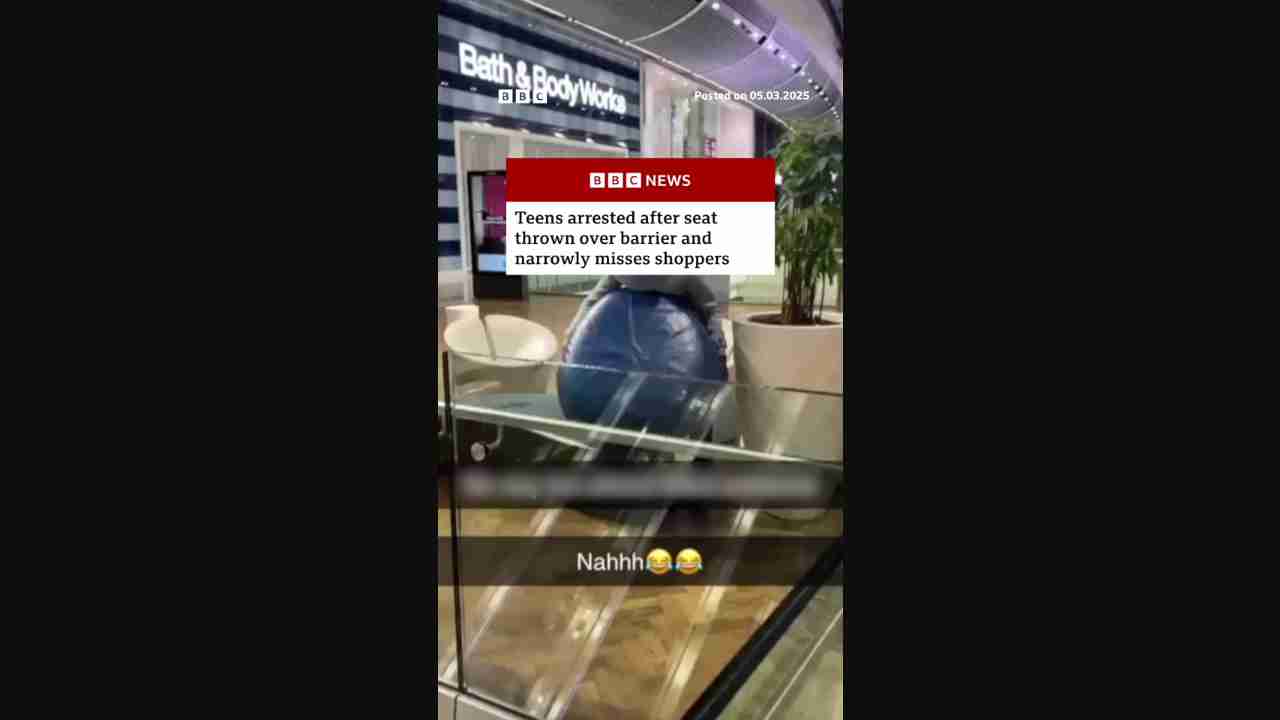 Bath & Body Works
BBC
Posted on 05.03.2025
BBC NEWS
Teens arrested after seat
thrown over barrier and
narrowly misses shoppers
Nahhh😂😂